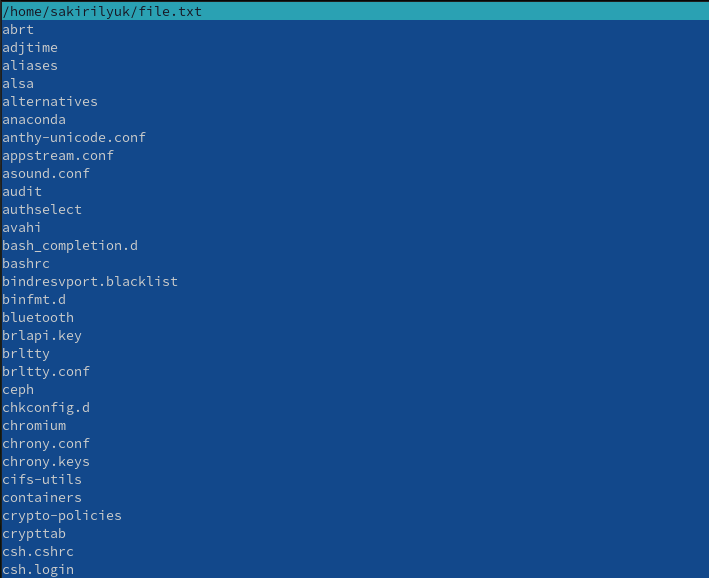 /home/sakirilyuk/file.txt
abrt
adjtime
aliases
alsa
alternatives
anaconda
anthy-unicode.conf
appstream.conf
asound.conf
audit
authselect
avahi
bash_completion.d
bashrc
bindresvport.blacklist
binfmt.d
bluetooth
brlapi.key
brltty
brltty.conf
ceph
chkconfig.d
chromium
chrony.conf
chrony.keys
cifs-utils
containers
crypto-policies
crypttab
csh.cshrc
csh.login